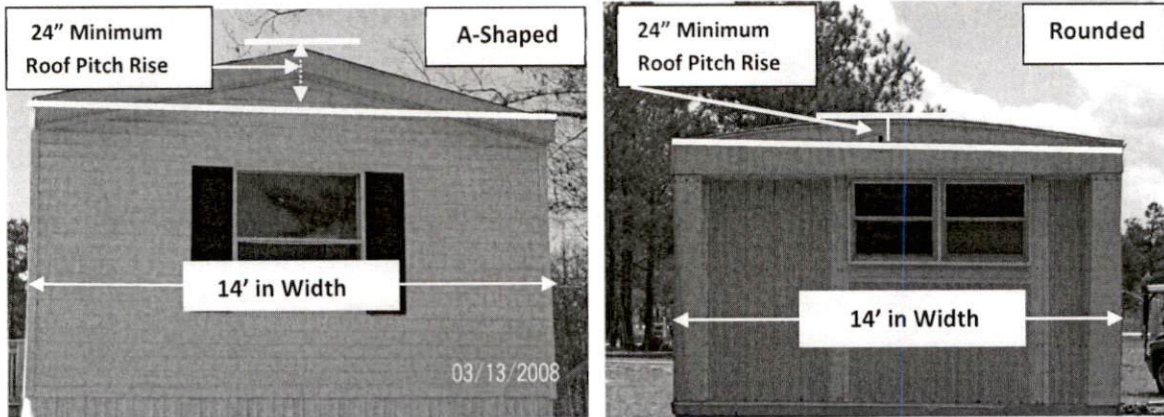 24” Minimum
Roof Pitch Rise
A-Shaped
14’ in Width
03/13/2008
24” Minimum
Roof Pitch Rise
Rounded
14’ in Width